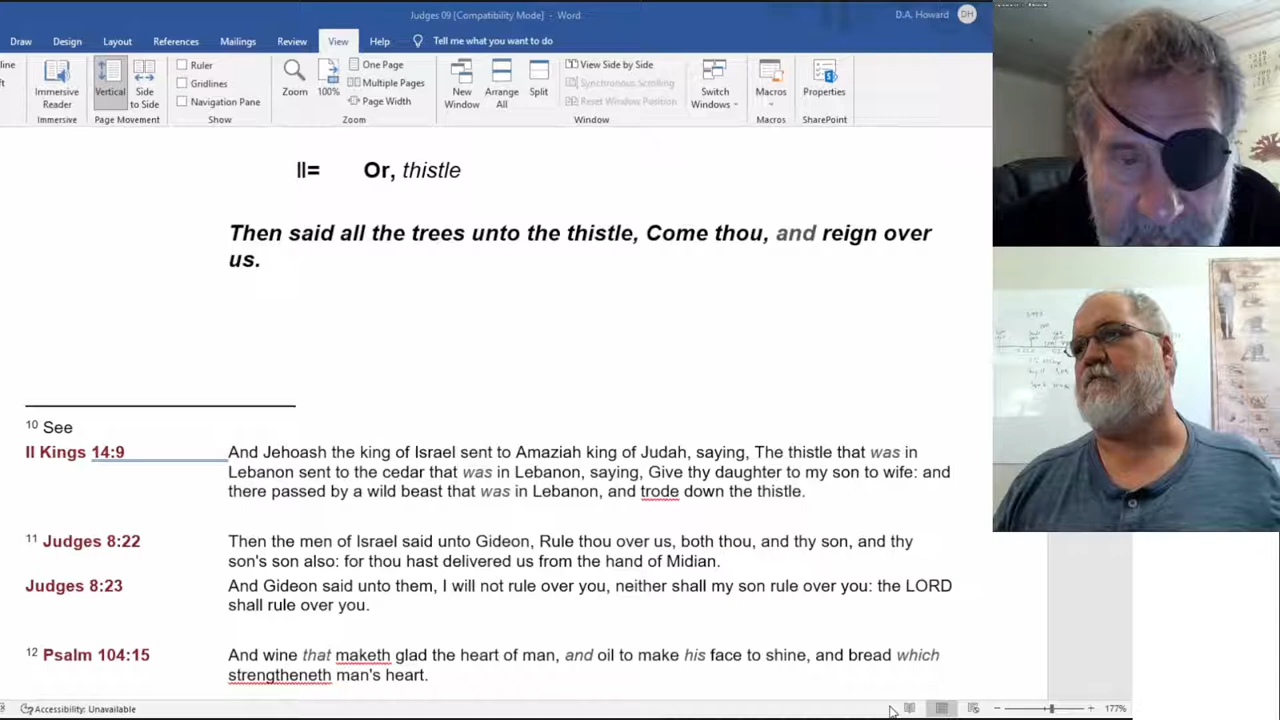 Judges 09 [Compatibility Mode] - Word
D.A. Howard DH
Draw Design Layout References Mailings Review View Help Tell me what you want to do
Ruler
Gridlines
Navigation Pane
Immersive
Reader
Vertical
Side
to Side
Zoom
100%
One Page
Multiple Pages
Page Width
New
Window
Arrange
All
Split
View Side by Side
Synchronous Scrolling
Reset Window Position
Switch
Windows
Macros
Properties
Immersive Page Movement Show Zoom Window Macros SharePoint
‖= Or, thistle
Then said all the trees unto the thistle, Come thou, and reign over
us.
10 See
II Kings 14:9 And Jehoash the king of Israel sent to Amaziah king of Judah, saying, The thistle that was in
Lebanon sent to the cedar that was in Lebanon, saying, Give thy daughter to my son to wife: and
there passed by a wild beast that was in Lebanon, and trode down the thistle.
11 Judges 8:22 Then the men of Israel said unto Gideon, Rule thou over us, both thou, and thy son, and thy
son's son also: for thou hast delivered us from the hand of Midian.
Judges 8:23 And Gideon said unto them, I will not rule over you, neither shall my son rule over you: the LORD
shall rule over you.
12 Psalm 104:15 And wine that maketh glad the heart of man, and oil to make his face to shine, and bread which
strengtheneth man's heart.
Accessibility: Unavailable
177%